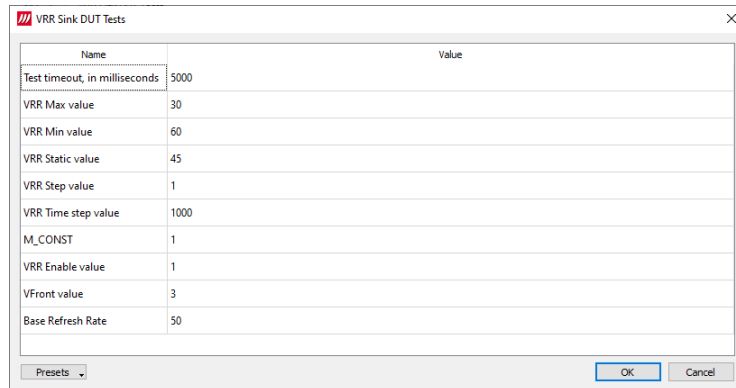 VRR Sink DUT Tests
Name Value
Test timeout, in milliseconds 5000
VRR Max value 30
VRR Min value 60
VRR Static value 45
VRR Step value 1
VRR Time step value 1000
M_CONST 1
VRR Enable value 1
VFront value 3
Base Refresh Rate 50
Presets OK Cancel